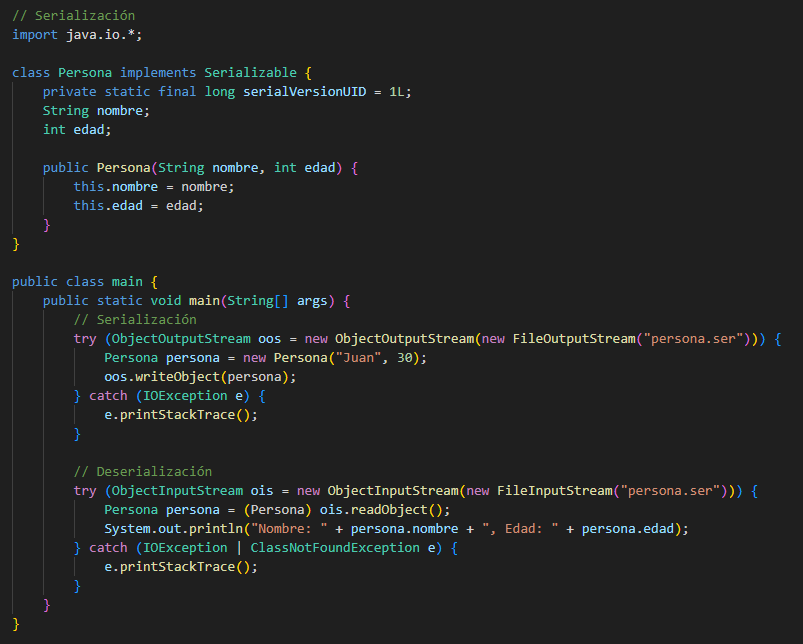 // Serialización
import java.io.*;

class Persona implements Serializable {
    private static final long serialVersionUID = 1L;
    String nombre;
    int edad;

    public Persona(String nombre, int edad) {
        this.nombre = nombre;
        this.edad = edad;
    }
}

public class main {
    public static void main(String[] args) {
        // Serialización
        try (ObjectOutputStream oos = new ObjectOutputStream(new FileOutputStream("persona.ser"))) {
            Persona persona = new Persona("Juan", 30);
            oos.writeObject(persona);
        } catch (IOException e) {
            e.printStackTrace();
        }

        // Deserialización
        try (ObjectInputStream ois = new ObjectInputStream(new FileInputStream("persona.ser"))) {
            Persona persona = (Persona) ois.readObject();
            System.out.println("Nombre: " + persona.nombre + ", Edad: " + persona.edad);
        } catch (IOException | ClassNotFoundException e) {
            e.printStackTrace();
        }
    }
}